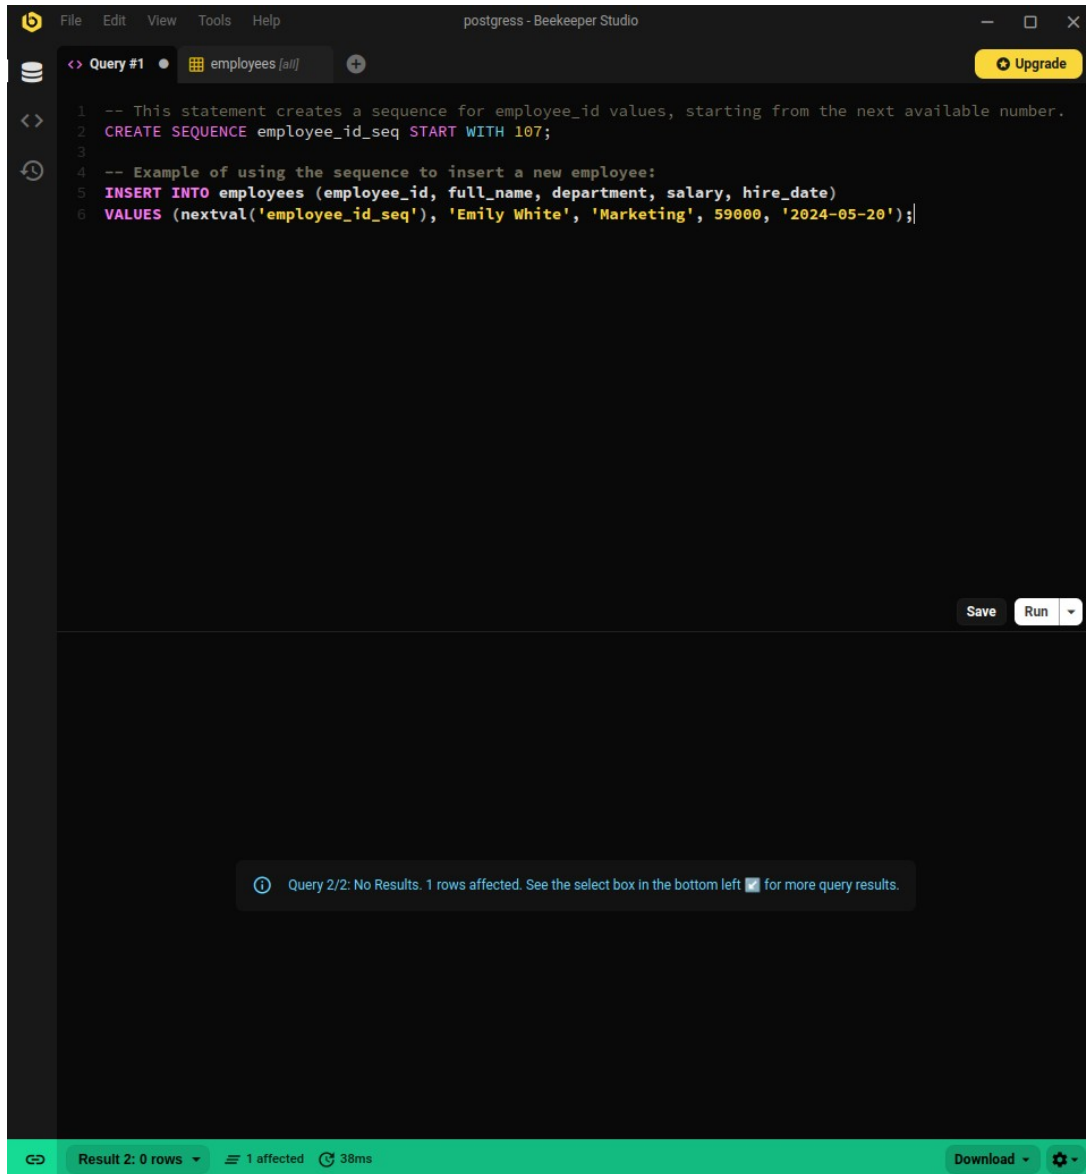 File Edit View Tools Help postgress - Beekeeper Studio
Query #1 employees [all] Upgrade
1 -- This statement creates a sequence for employee_id values, starting from the next available number.
2 CREATE SEQUENCE employee_id_seq START WITH 107;
3
4 -- Example of using the sequence to insert a new employee:
5 INSERT INTO employees (employee_id, full_name, department, salary, hire_date)
6 VALUES (nextval('employee_id_seq'), 'Emily White', 'Marketing', 59000, '2024-05-20');
Save Run
Query 2/2: No Results. 1 rows affected. See the select box in the bottom left ↙️ for more query results.
Result 2: 0 rows 1 affected 38ms Download